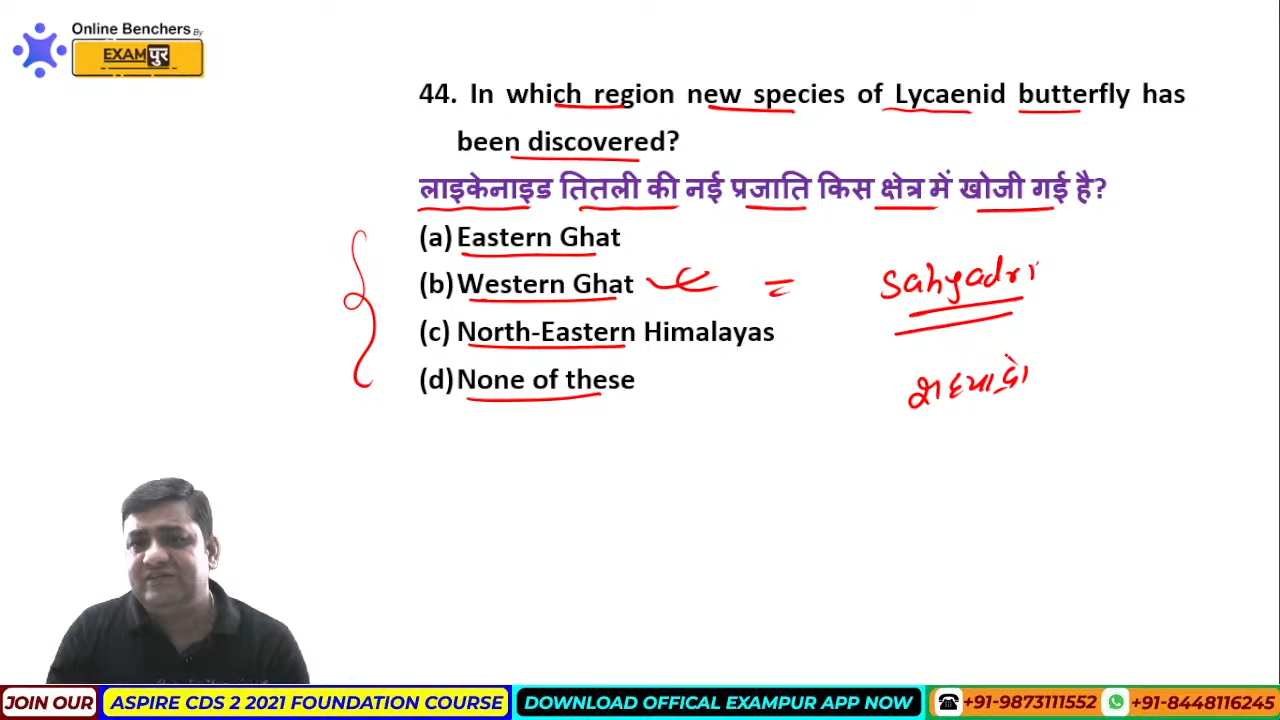 Online Benchers By
EXAMपुर
44. In which region new species of Lycaenid butterfly has
been discovered?
लाइकेनाइड तितली की नई प्रजाति किस क्षेत्र में खोजी गई है?
(a) Eastern Ghat
(b) Western Ghat = Sahyadri
(c) North-Eastern Himalayas
(d) None of these
JOIN OUR ASPIRE CDS 2 2021 FOUNDATION COURSE DOWNLOAD OFFICAL EXAMPUR APP NOW +91-9873111552 +91-8448116245